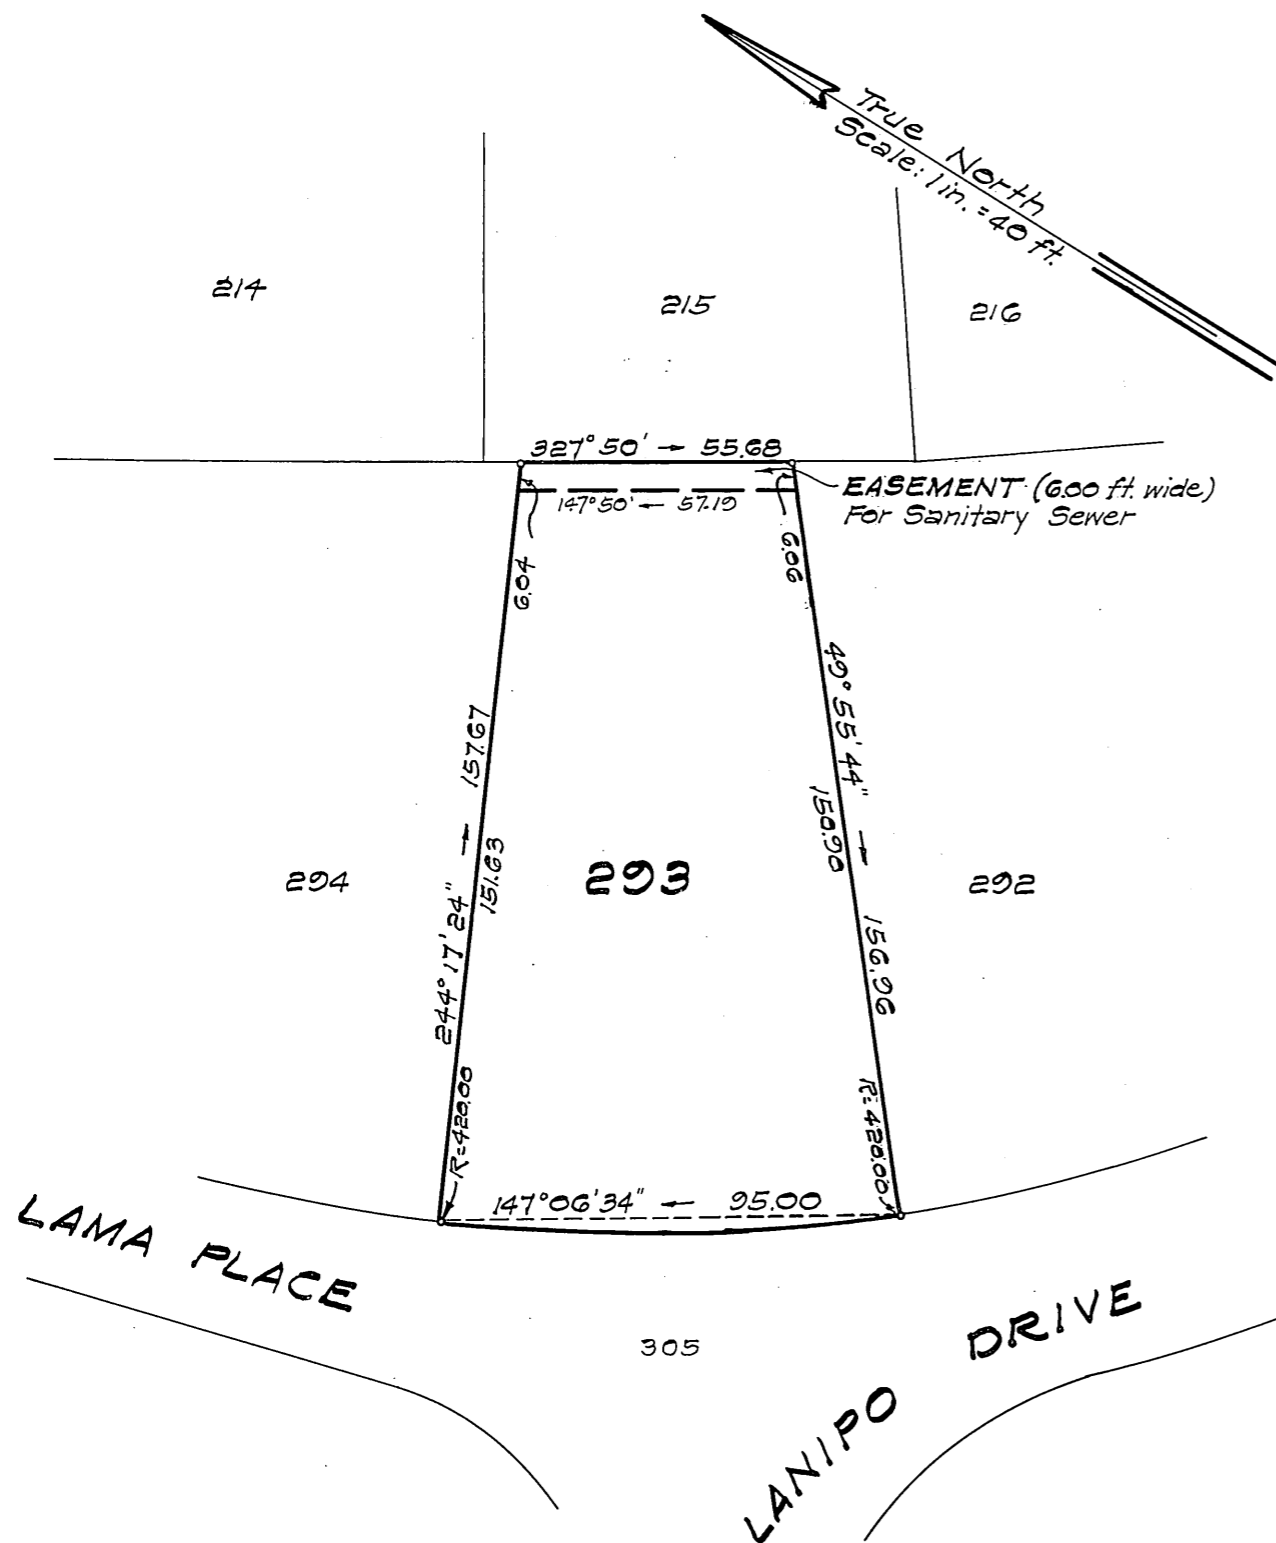 True North
Scale: 1 in. = 40 ft.
214
215
216
327° 50' → 55.68
EASEMENT (6.00 ft. wide)
For Sanitary Sewer
147° 50' ← 57.19
6.04
6.06
244° 17' 24" → 157.67
151.63
49° 55' 44" → 156.96
150.90
294
293
292
R=420.00
R=420.00
147° 06' 34" ← 95.00
LAMA PLACE
305
LANIPO DRIVE